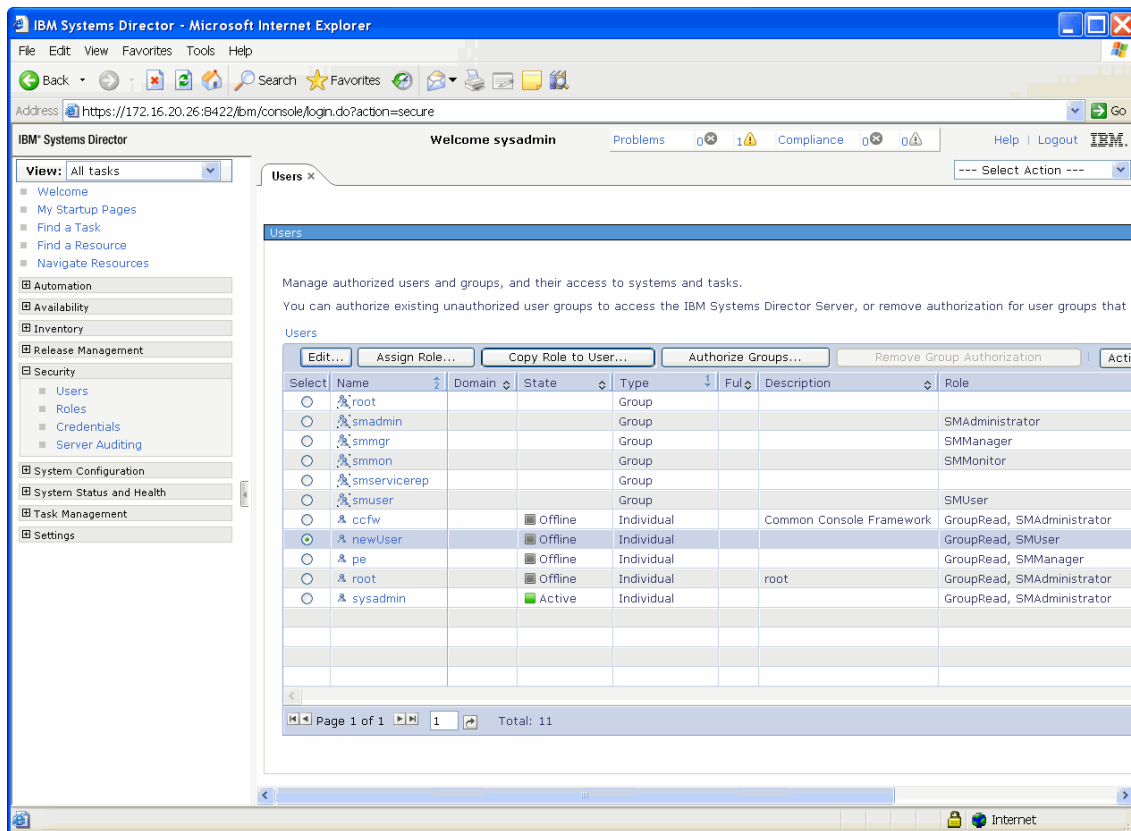 IBM Systems Director - Microsoft Internet Explorer
File Edit View Favorites Tools Help
Back Search Favorites
Address https://172.16.20.26:8422/ibm/console/login.do?action=secure Go
IBM® Systems Director Welcome sysadmin Problems 0 1 Compliance 0 0 Help | Logout IBM.
View: All tasks
Users × --- Select Action ---
Welcome
My Startup Pages
Find a Task
Find a Resource
Navigate Resources
Automation
Availability
Inventory
Release Management
Security
Users
Roles
Credentials
Server Auditing
System Configuration
System Status and Health
Task Management
Settings
Users
Manage authorized users and groups, and their access to systems and tasks.
You can authorize existing unauthorized user groups to access the IBM Systems Director Server, or remove authorization for user groups that
Users
Edit... Assign Role... Copy Role to User... Authorize Groups... Remove Group Authorization Acti
Select Name 2 Domain State Type 1 Ful Description Role
root Group
smadmin Group SMAdministrator
smmgr Group SMManager
smmon Group SMMonitor
smservicerep Group
smuser Group SMUser
ccfw Offline Individual Common Console Framework GroupRead, SMAdministrator
newUser Offline Individual GroupRead, SMUser
pe Offline Individual GroupRead, SMManager
root Offline Individual root GroupRead, SMAdministrator
sysadmin Active Individual GroupRead, SMAdministrator
Page 1 of 1 1 Total: 11
Internet